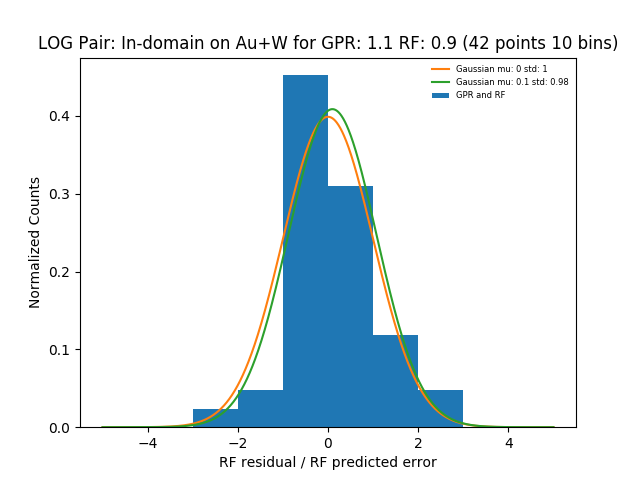 LOG Pair: In-domain on Au+W for GPR: 1.1 RF: 0.9 (42 points 10 bins)
Gaussian mu: 0 std: 1
Gaussian mu: 0.1 std: 0.98
GPR and RF
Normalized Counts
0.4
0.3
0.2
0.1
0.0
−4 −2 0 2 4
RF residual / RF predicted error